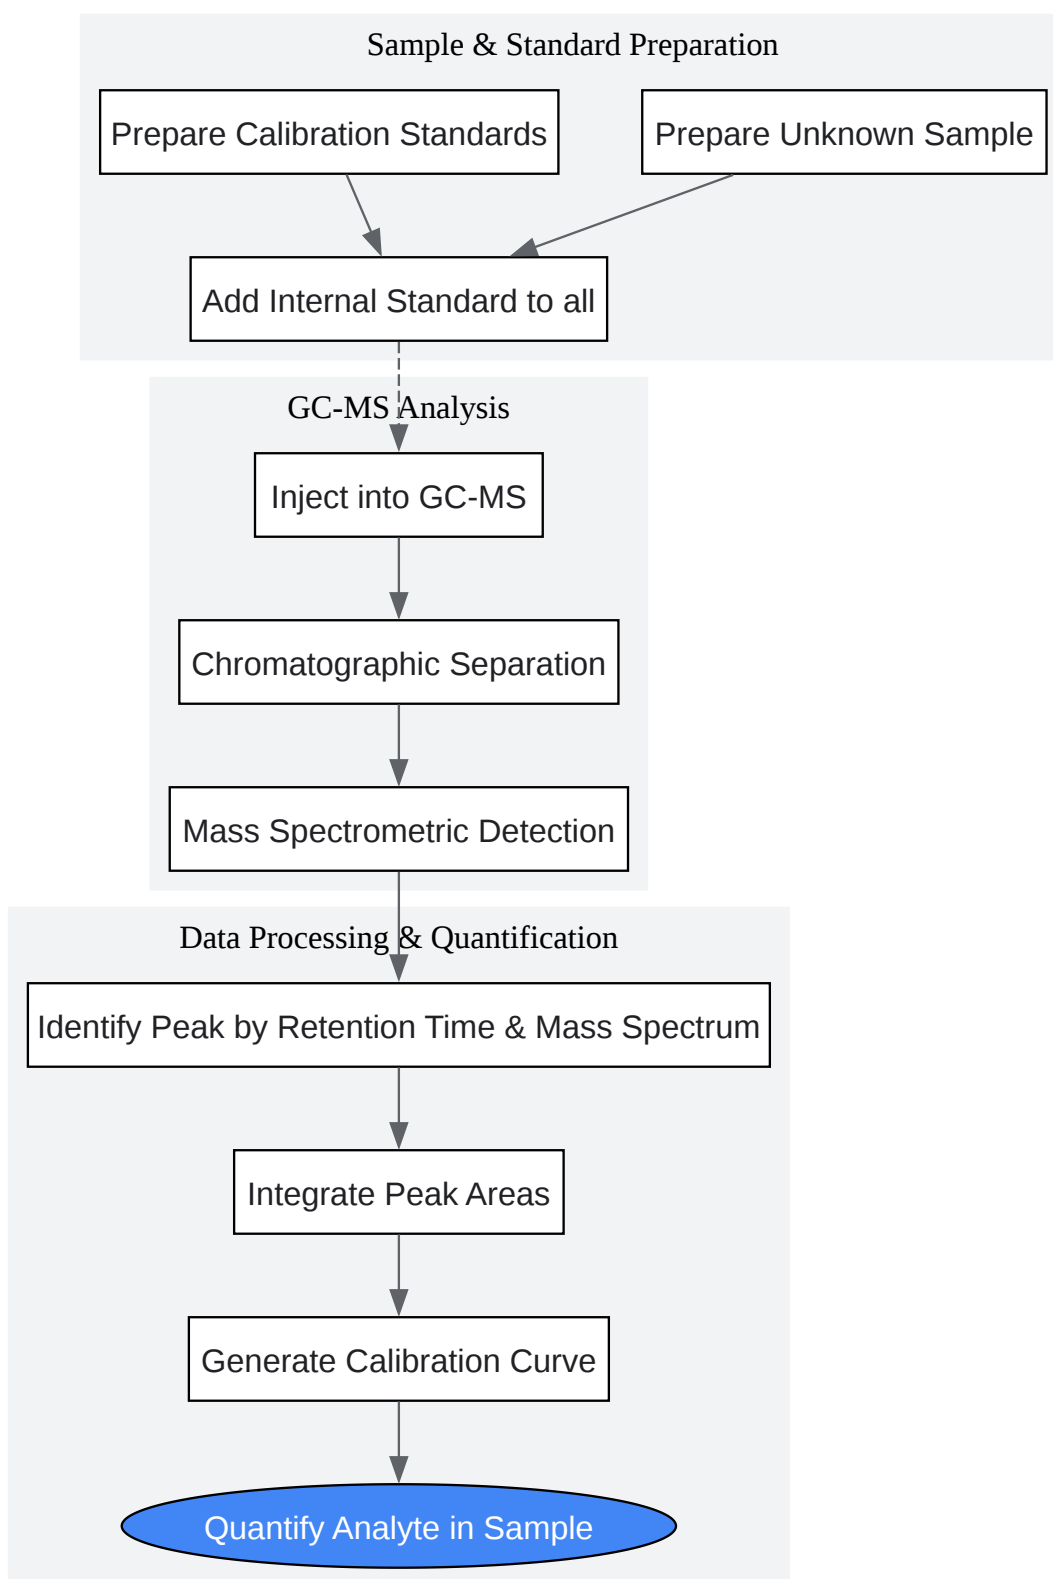 Sample & Standard Preparation
Prepare Calibration Standards
Prepare Unknown Sample
Add Internal Standard to all
GC-MS Analysis
Inject into GC-MS
Chromatographic Separation
Mass Spectrometric Detection
Data Processing & Quantification
Identify Peak by Retention Time & Mass Spectrum
Integrate Peak Areas
Generate Calibration Curve
Quantify Analyte in Sample